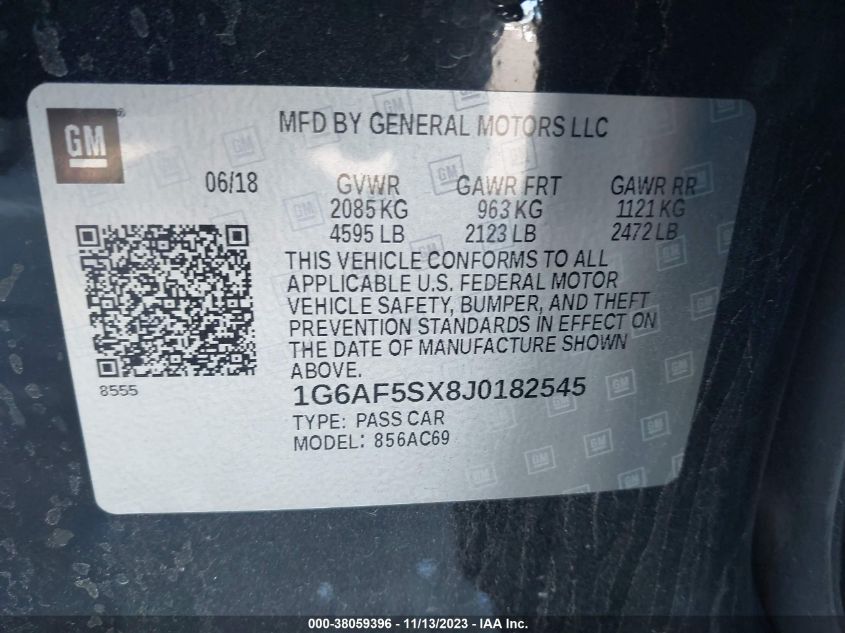 GM
MFD BY GENERAL MOTORS LLC
06/18 GVWR GAWR FRT GAWR RR
2085 KG 963 KG 1121 KG
4595 LB 2123 LB 2472 LB
THIS VEHICLE CONFORMS TO ALL
APPLICABLE U.S. FEDERAL MOTOR
VEHICLE SAFETY, BUMPER, AND THEFT
PREVENTION STANDARDS IN EFFECT ON
THE DATE OF MANUFACTURE SHOWN
ABOVE.
8555
1G6AF5SX8J0182545
TYPE: PASS CAR
MODEL: 856AC69
000-38059396 - 11/13/2023 - IAA Inc.